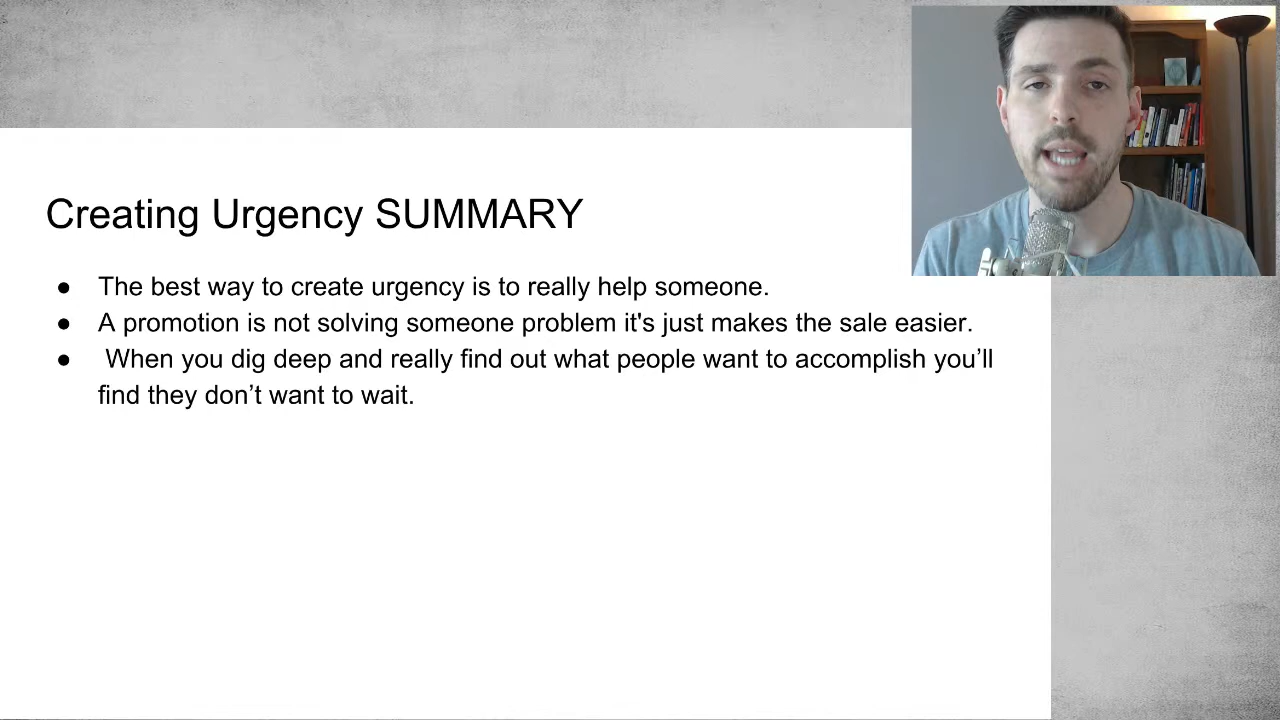 Creating Urgency SUMMARY
● The best way to create urgency is to really help someone.
● A promotion is not solving someone problem it's just makes the sale easier.
● When you dig deep and really find out what people want to accomplish you’ll
find they don’t want to wait.